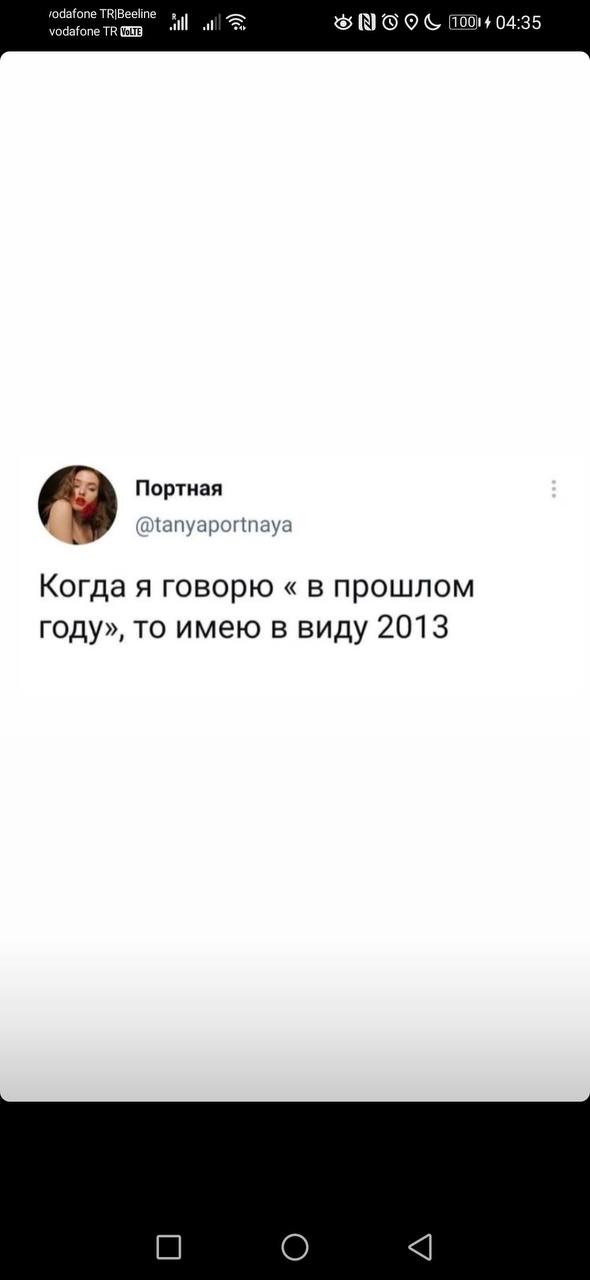 vodafone TR|Beeline
vodafone TR VoLTE
R
100 04:35
Портная
@tanyaportnaya
Когда я говорю « в прошлом
году», то имею в виду 2013